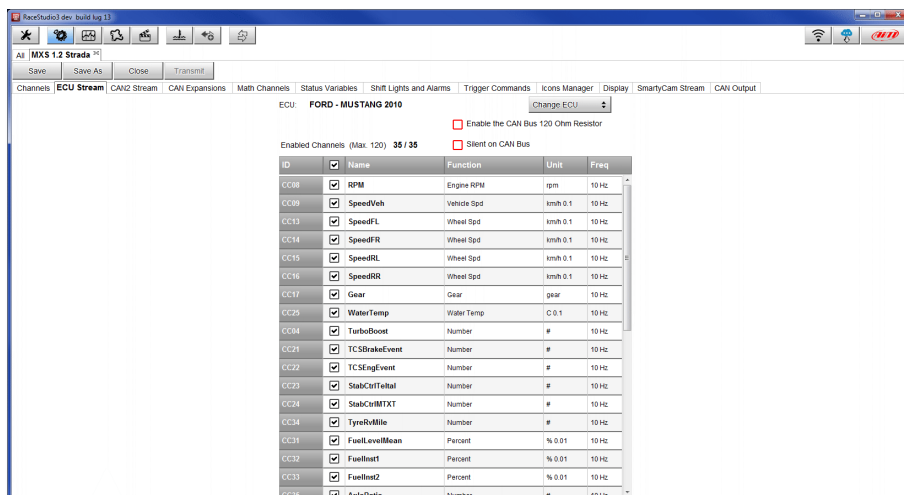 RaceStudio3 dev build lug 13
AiM
All MXS 1.2 Strada
Save Save As Close Transmit
Channels ECU Stream CAN2 Stream CAN Expansions Math Channels Status Variables Shift Lights and Alarms Trigger Commands Icons Manager Display SmartyCam Stream CAN Output
ECU: FORD - MUSTANG 2010 Change ECU
Enable the CAN Bus 120 Ohm Resistor
Enabled Channels (Max. 120) 35 / 35 Silent on CAN Bus
ID Name Function Unit Freq
CC08 RPM Engine RPM rpm 10 Hz
CC09 SpeedVeh Vehicle Spd km/h 0.1 10 Hz
CC13 SpeedFL Wheel Spd km/h 0.1 10 Hz
CC14 SpeedFR Wheel Spd km/h 0.1 10 Hz
CC15 SpeedRL Wheel Spd km/h 0.1 10 Hz
CC16 SpeedRR Wheel Spd km/h 0.1 10 Hz
CC17 Gear Gear gear 10 Hz
CC25 WaterTemp Water Temp C 0.1 10 Hz
CC04 TurboBoost Number # 10 Hz
CC21 TCSBrakeEvent Number # 10 Hz
CC22 TCSEngEvent Number # 10 Hz
CC23 StabCtrlTeltal Number # 10 Hz
CC24 StabCtrlMTXT Number # 10 Hz
CC34 TyreRvMile Number # 10 Hz
CC31 FuelLevelMean Percent % 0.01 10 Hz
CC32 FuelInst1 Percent % 0.01 10 Hz
CC33 FuelInst2 Percent % 0.01 10 Hz